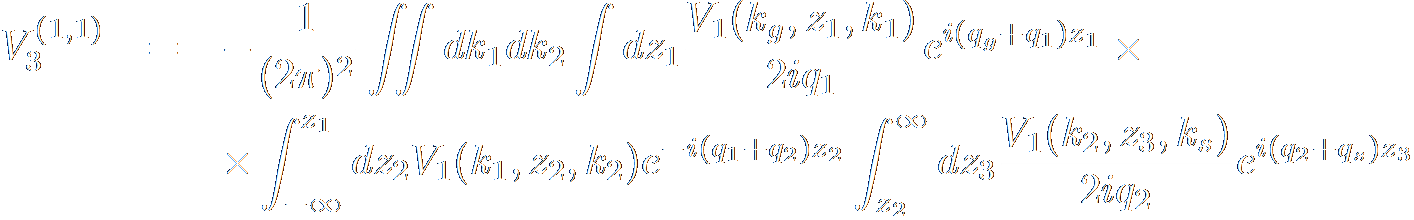 V_3^{(1,1)} = -\frac{1}{(2\pi)^2} \iint dk_1 dk_2 \int dz_1 \frac{V_1(k_g, z_1, k_1)}{2iq_1} e^{i(q_g+q_1)z_1} \times
\times \int_{-\infty}^{z_1} dz_2 V_1(k_1, z_2, k_2) e^{-i(q_1+q_2)z_2} \int_{z_2}^{\infty} dz_3 \frac{V_1(k_2, z_3, k_s)}{2iq_2} e^{i(q_2+q_s)z_3}